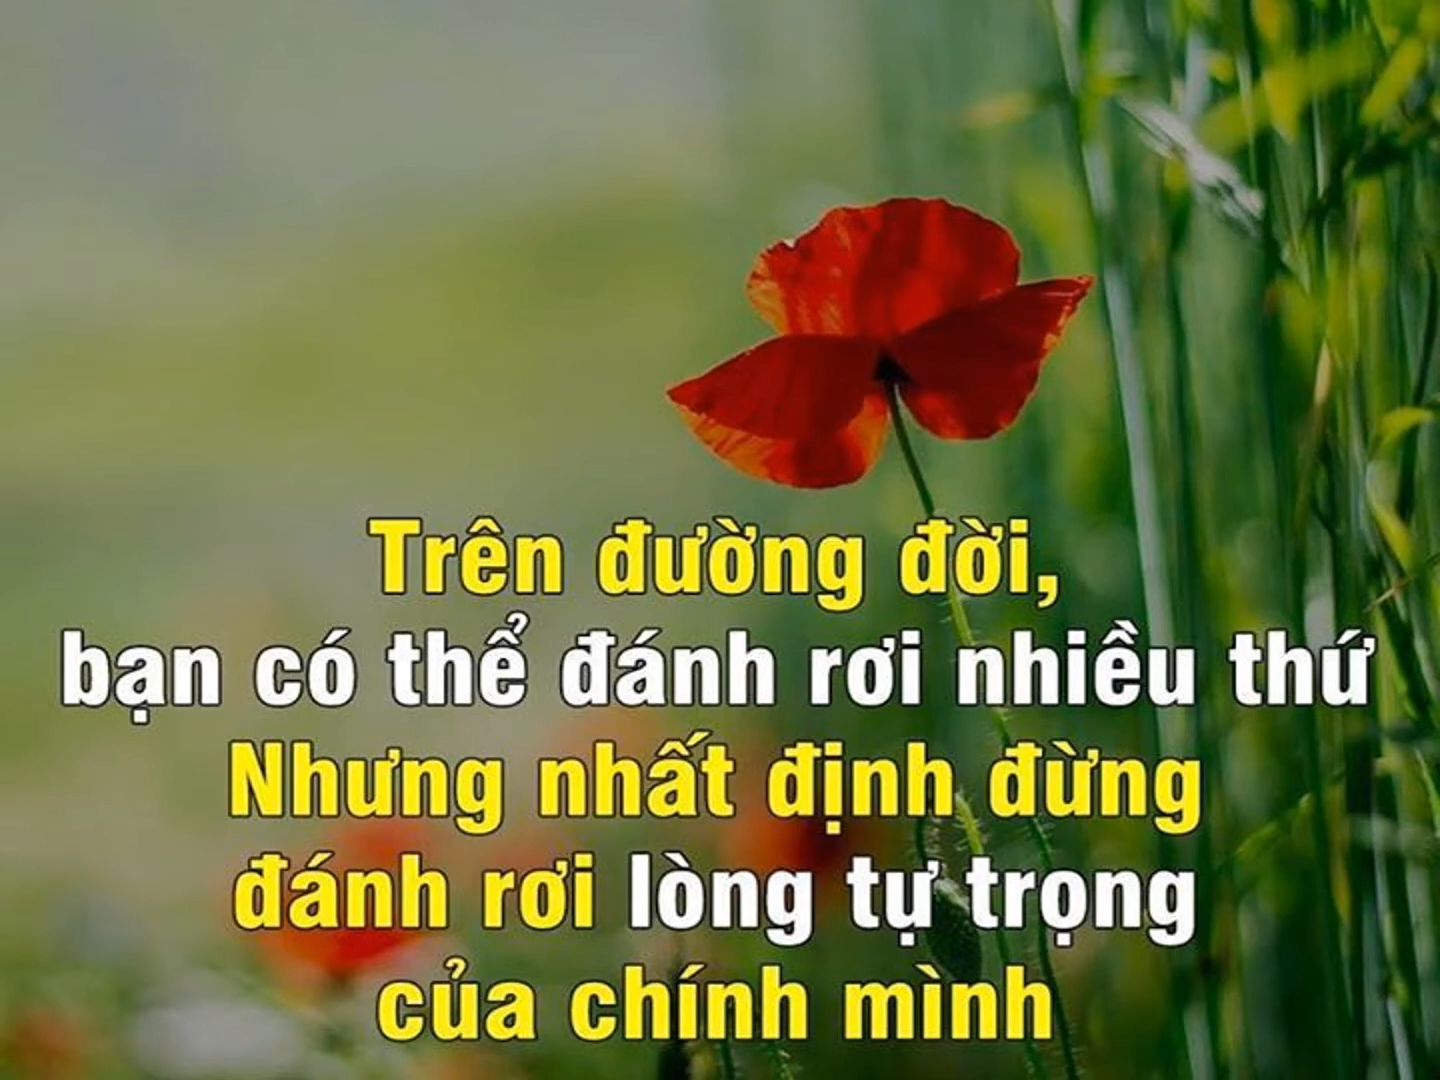 Trên đường đời,
bạn có thể đánh rơi nhiều thứ
Nhưng nhất định đừng
đánh rơi lòng tự trọng
của chính mình